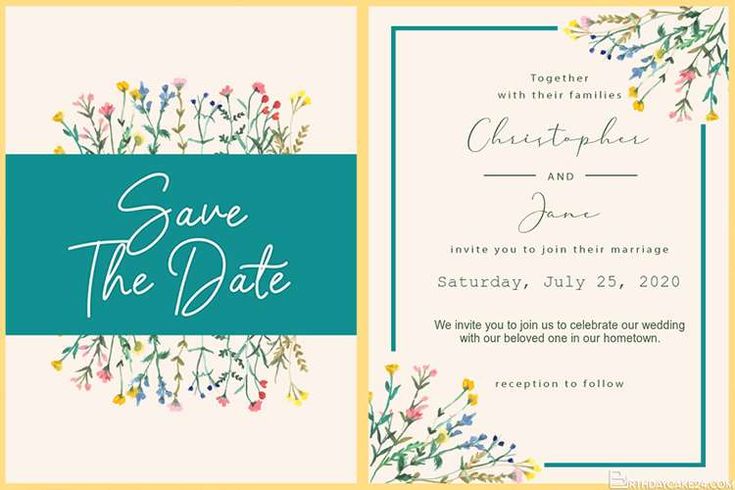 Save
The Date
Together
with their families
Christopher
AND
Jane
invite you to join their marriage
Saturday, July 25, 2020
We invite you to join us to celebrate our wedding
with our beloved one in our hometown.
reception to follow
BIRTHDAYCAKE24.COM